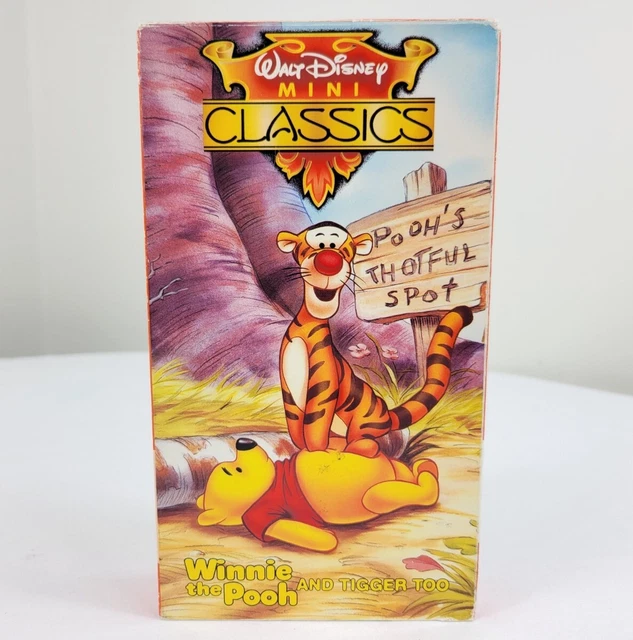 Walt Disney
MINI
CLASSICS
POOH'S
THOTFUL
SPOt
Winnie
the Pooh AND TIGGER TOO